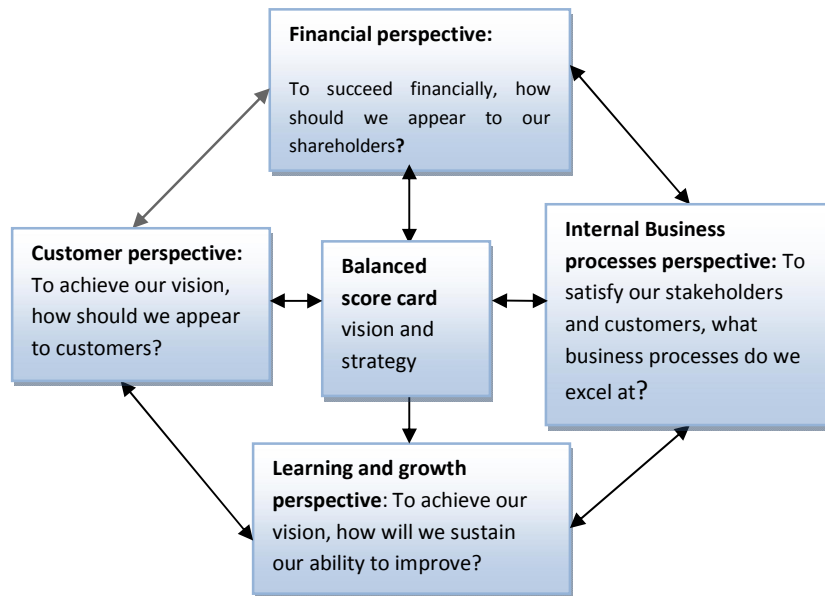 Financial perspective:
To succeed financially, how
should we appear to our
shareholders?
Customer perspective:
To achieve our vision,
how should we appear
to customers?
Balanced
score card
vision and
strategy
Internal Business
processes perspective: To
satisfy our stakeholders
and customers, what
business processes do we
excel at?
Learning and growth
perspective: To achieve our
vision, how will we sustain
our ability to improve?